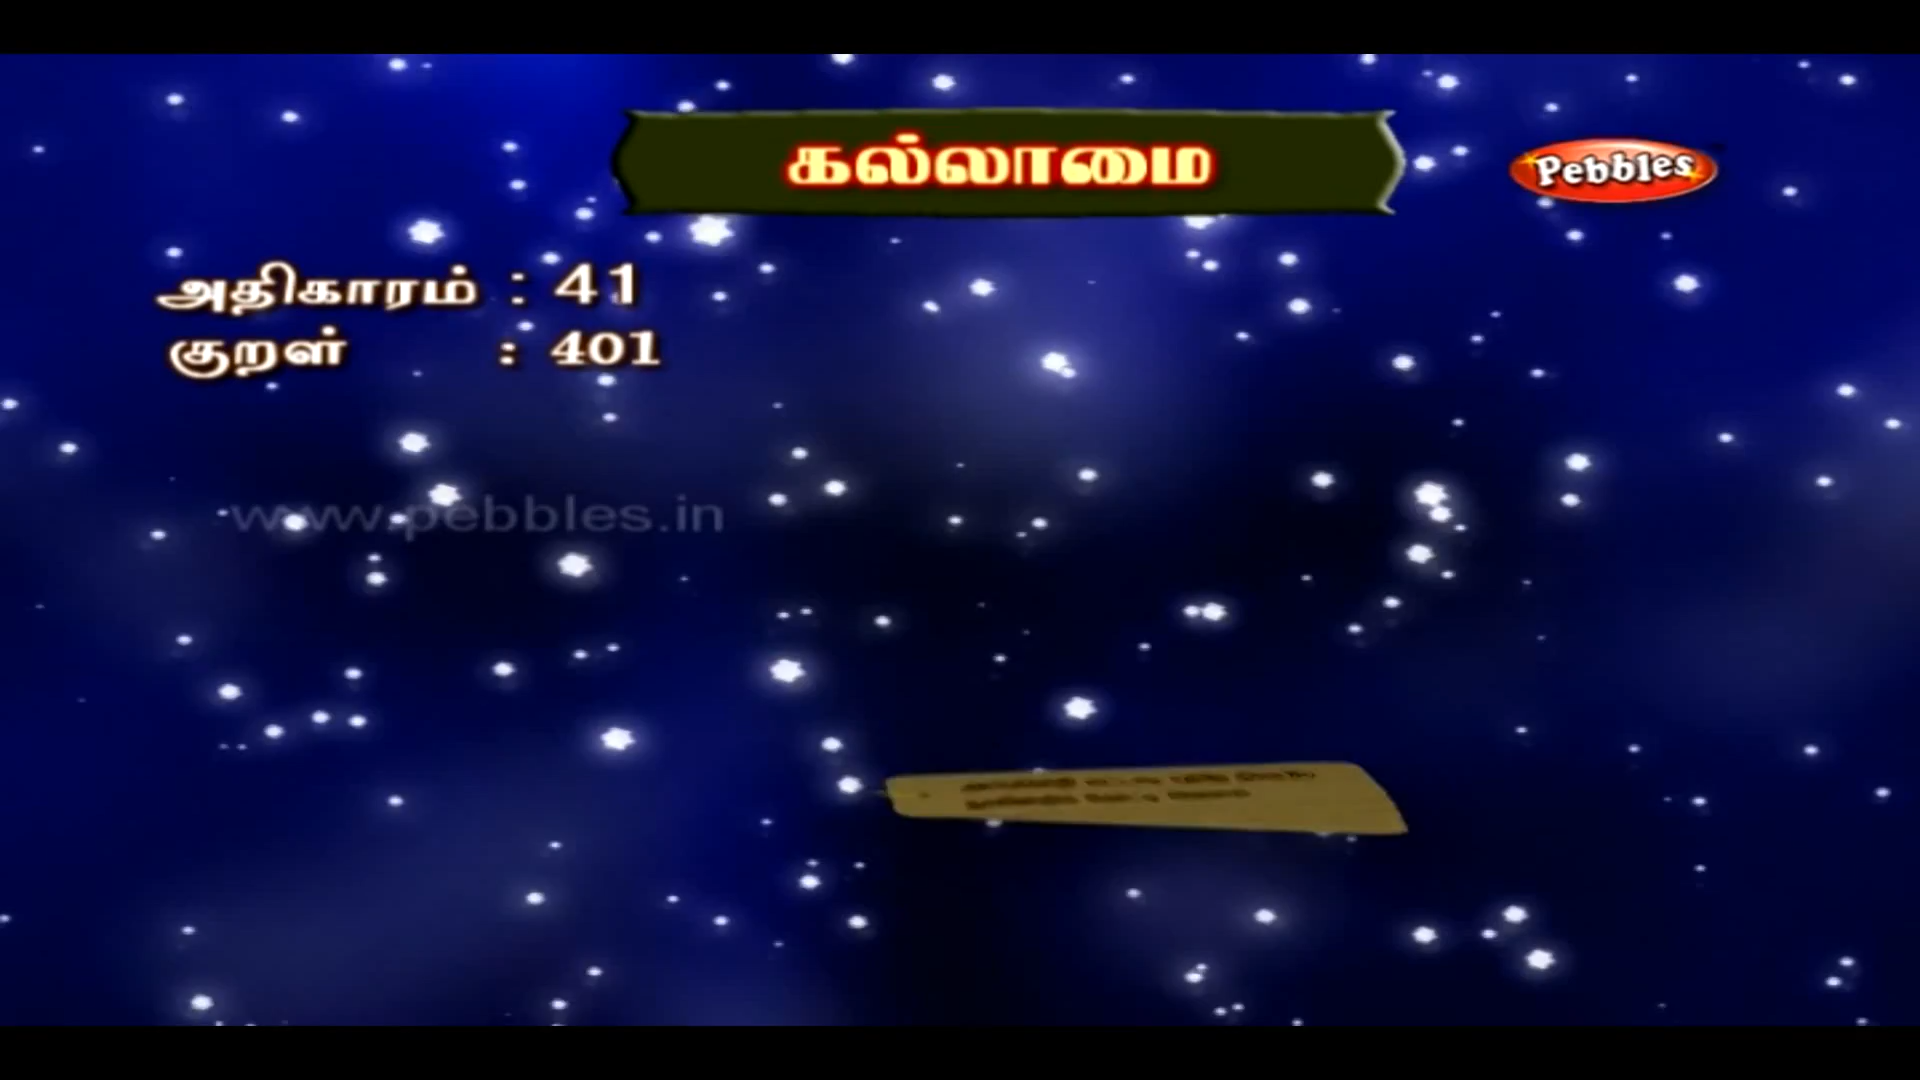 கல்லாமை
Pebbles
அதிகாரம் : 41
குறள் : 401
www.pebbles.in